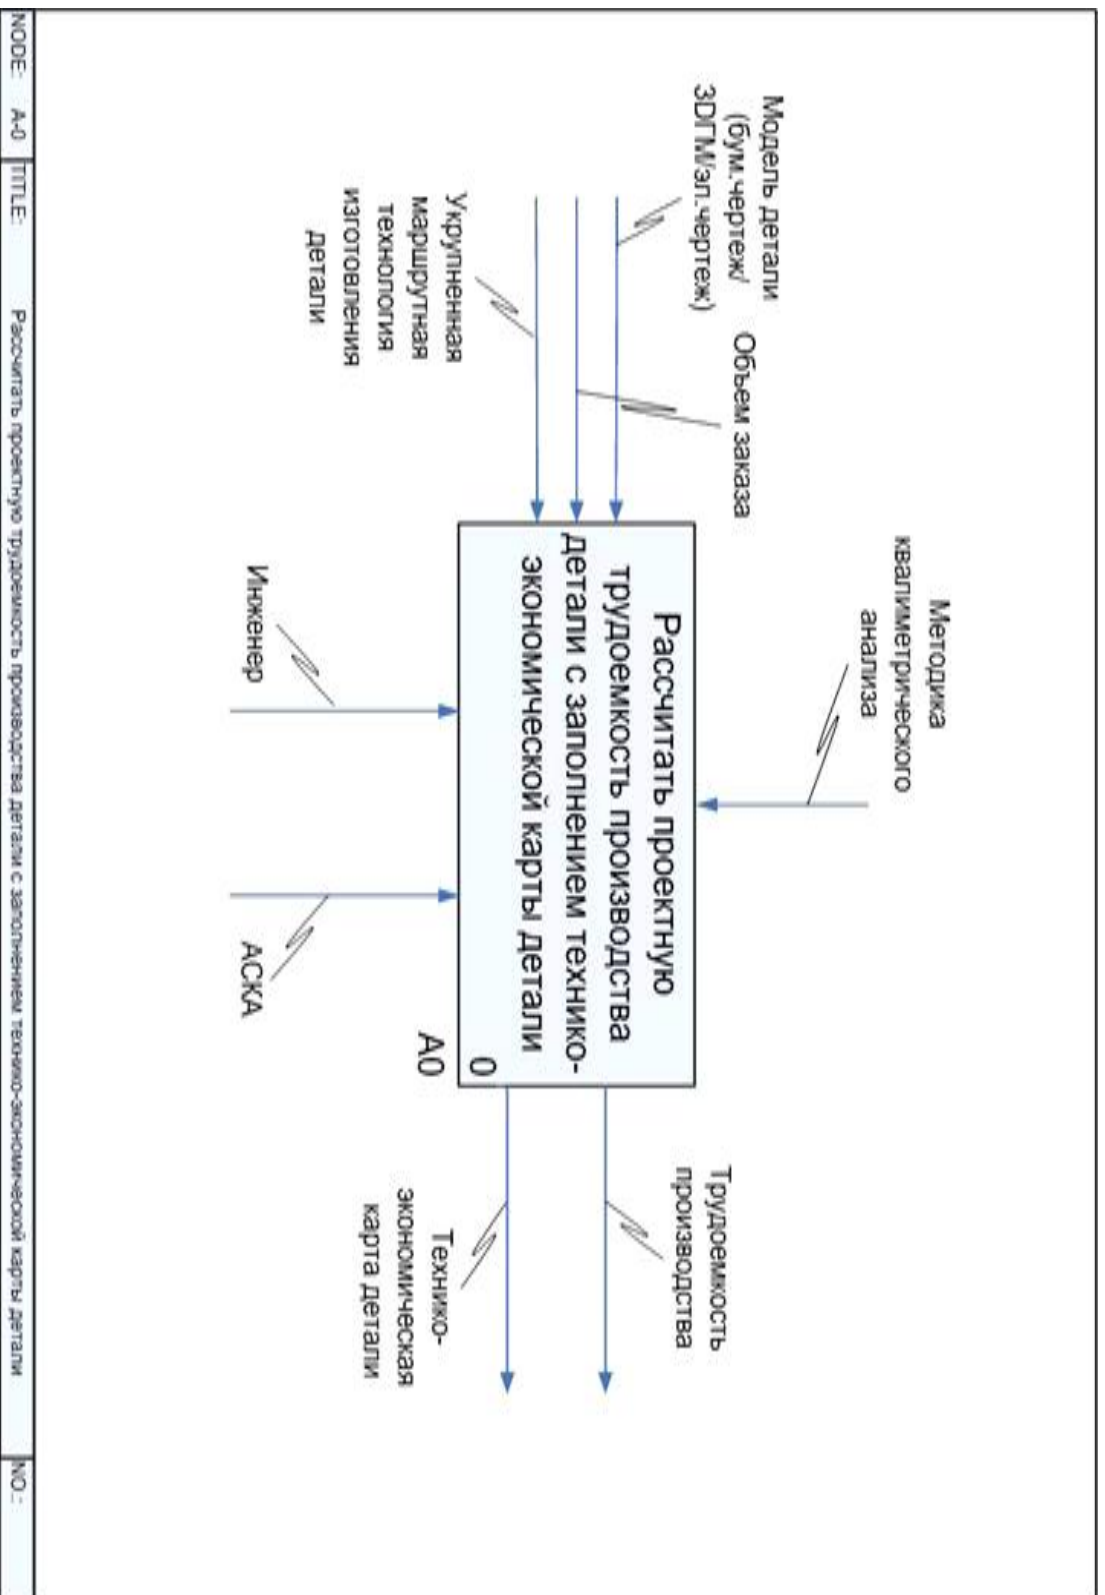 Методика
квалиметрического
анализа
Модель детали
(бум.чертеж/
3DГМ/эл.чертеж)
Объем заказа
Укрупненная
маршрутная
технология
изготовления
детали
Рассчитать проектную
трудоемкость производства
детали с заполнением технико-
экономической карты детали
0
A0
Трудоемкость
производства
Технико-
экономическая
карта детали
Инженер
АСКА
NODE: A-0 TITLE: Рассчитать проектную трудоемкость производства детали с заполнением технико-экономической карты детали NO.: